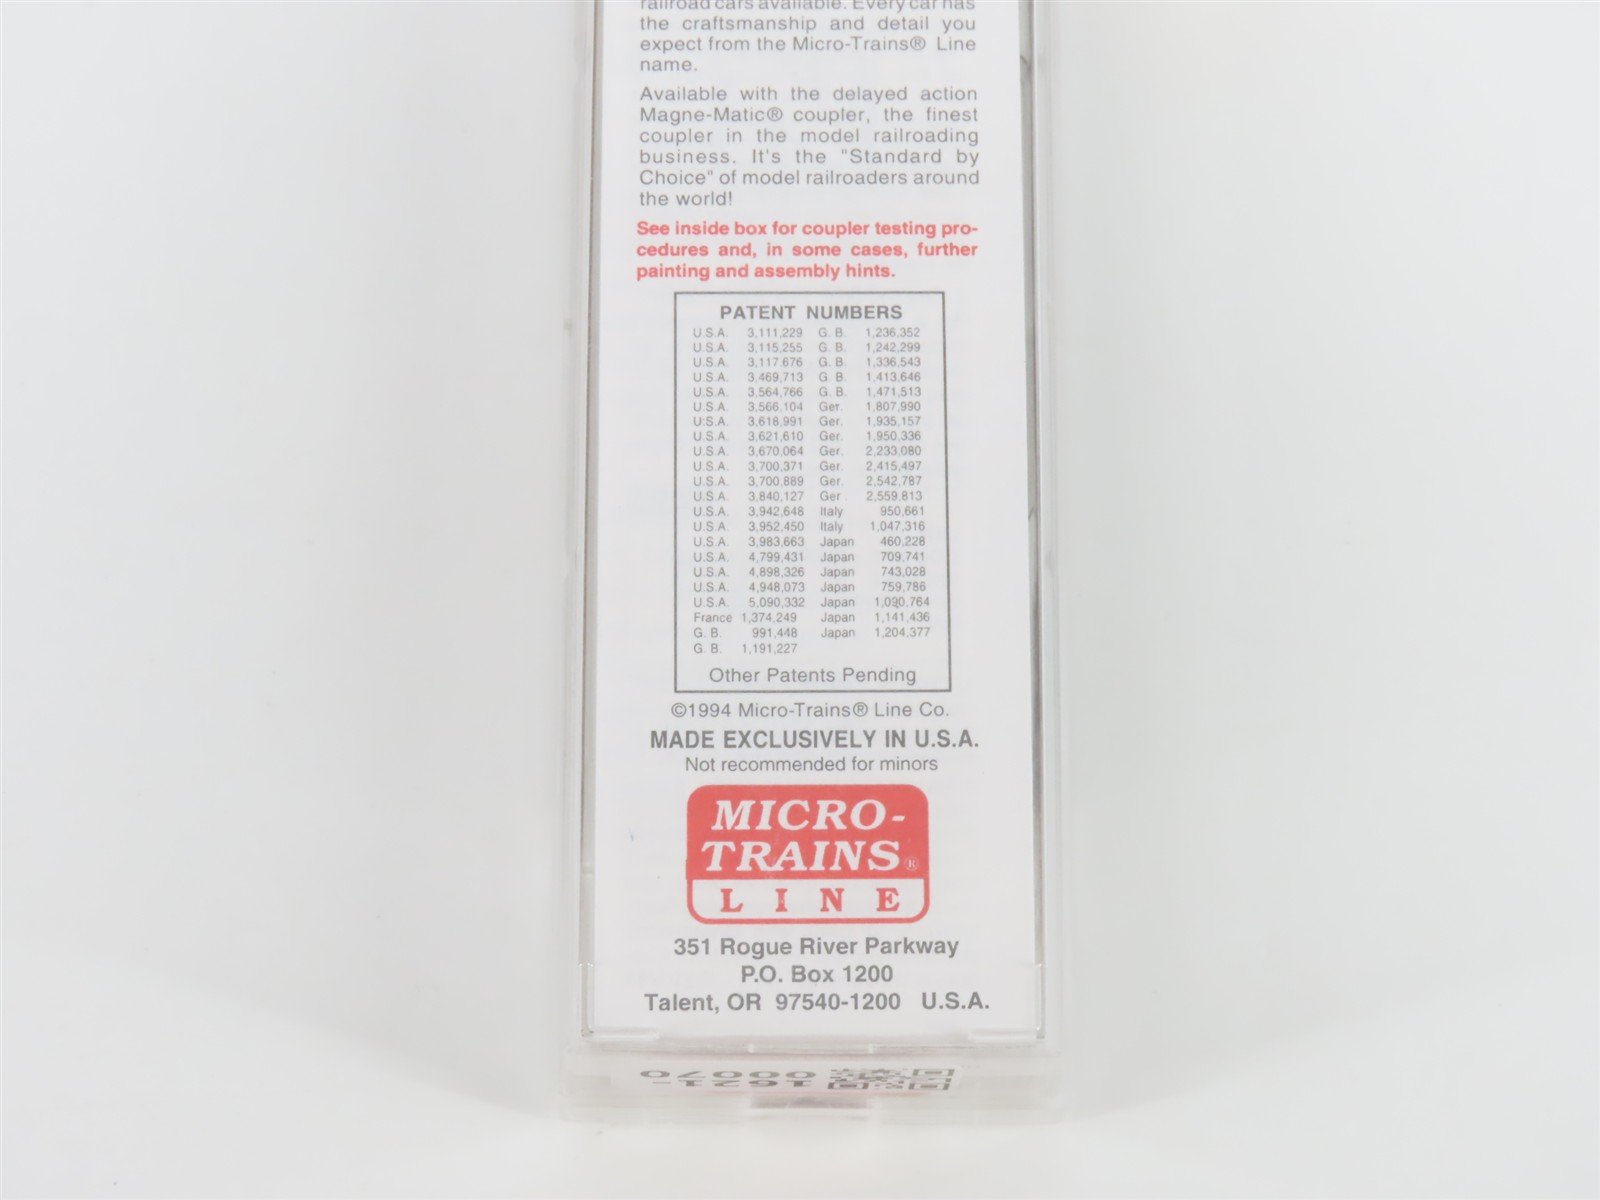 railroad cars available. Every car has
the craftsmanship and detail you
expect from the Micro-Trains® Line
name.
Available with the delayed action
Magne-Matic® coupler, the finest
coupler in the model railroading
business. It's the "Standard by
Choice" of model railroaders around
the world!
See inside box for coupler testing pro-
cedures and, in some cases, further
painting and assembly hints.
PATENT NUMBERS
U.S.A. 3,111,229 G. B. 1,236,352
U.S.A. 3,115,255 G. B. 1,242,299
U.S.A. 3,117,676 G. B. 1,336,543
U.S.A. 3,469,713 G. B. 1,413,646
U.S.A. 3,564,766 G. B. 1,471,513
U.S.A. 3,566,104 Ger. 1,807,990
U.S.A. 3,618,991 Ger. 1,935,157
U.S.A. 3,621,610 Ger. 1,950,336
U.S.A. 3,670,064 Ger. 2,233,080
U.S.A. 3,700,371 Ger. 2,415,497
U.S.A. 3,700,889 Ger. 2,542,787
U.S.A. 3,840,127 Ger. 2,559,813
U.S.A. 3,942,648 Italy 950,661
U.S.A. 3,952,450 Italy 1,047,316
U.S.A. 3,983,663 Japan 460,228
U.S.A. 4,799,431 Japan 709,741
U.S.A. 4,898,326 Japan 743,028
U.S.A. 4,948,073 Japan 759,786
U.S.A. 5,090,332 Japan 1,090,764
France 1,374,249 Japan 1,141,436
G. B. 991,448 Japan 1,204,377
G. B. 1,191,227
Other Patents Pending
©1994 Micro-Trains® Line Co.
MADE EXCLUSIVELY IN U.S.A.
Not recommended for minors
MICRO-
TRAINS®
LINE
351 Rogue River Parkway
P.O. Box 1200
Talent, OR 97540-1200 U.S.A.
1621-
00070